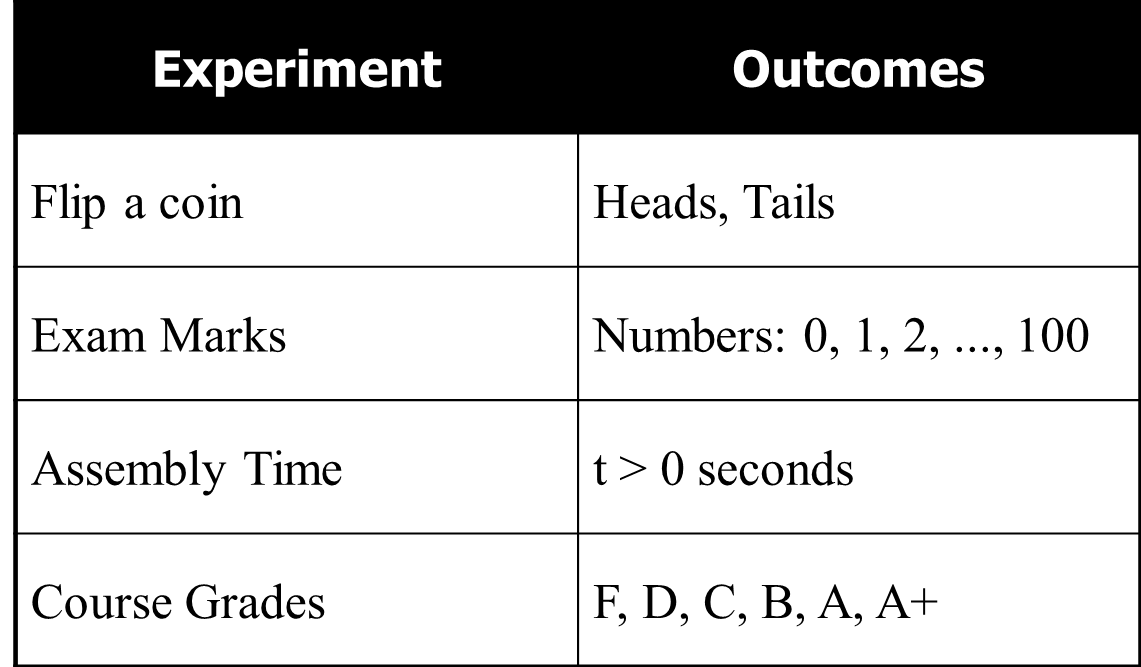 Experiment Outcomes
Flip a coin Heads, Tails
Exam Marks Numbers: 0, 1, 2, ..., 100
Assembly Time t > 0 seconds
Course Grades F, D, C, B, A, A+